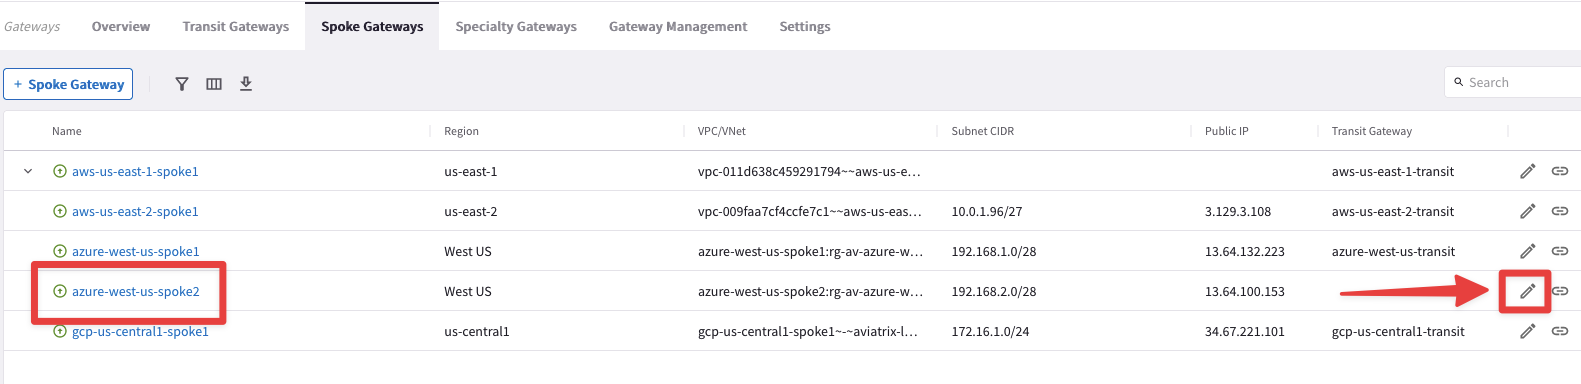 Gateways Overview Transit Gateways Spoke Gateways Specialty Gateways Gateway Management Settings
+ Spoke Gateway Search
Name Region VPC/VNet Subnet CIDR Public IP Transit Gateway
aws-us-east-1-spoke1 us-east-1 vpc-011d638c459291794~~aws-us-e... aws-us-east-1-transit
aws-us-east-2-spoke1 us-east-2 vpc-009faa7cf4ccfe7c1~~aws-us-eas... 10.0.1.96/27 3.129.3.108 aws-us-east-2-transit
azure-west-us-spoke1 West US azure-west-us-spoke1:rg-av-azure-w... 192.168.1.0/28 13.64.132.223 azure-west-us-transit
azure-west-us-spoke2 West US azure-west-us-spoke2:rg-av-azure-w... 192.168.2.0/28 13.64.100.153
gcp-us-central1-spoke1 us-central1 gcp-us-central1-spoke1~-~aviatrix-l... 172.16.1.0/24 34.67.221.101 gcp-us-central1-transit